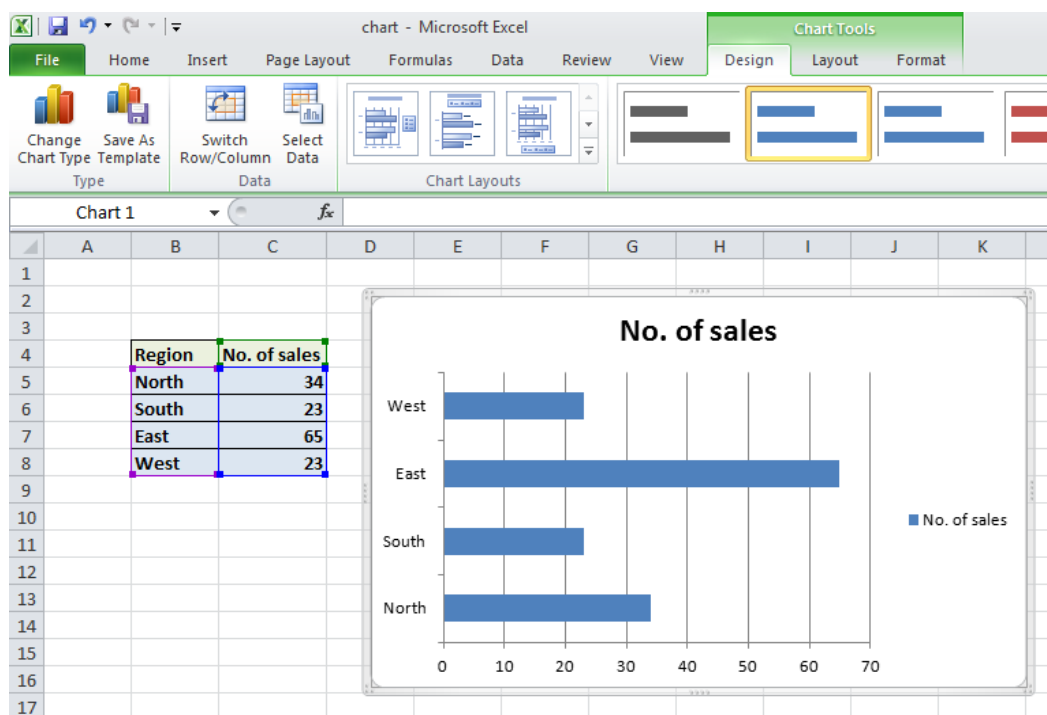 chart - Microsoft Excel
Chart Tools
File Home Insert Page Layout Formulas Data Review View Design Layout Format
Change Chart Type
Save As Template
Switch Row/Column
Select Data
Type
Data
Chart Layouts
Chart 1
fx
A B C D E F G H I J K
1
2
3
4 Region No. of sales
5 North 34
6 South 23
7 East 65
8 West 23
9
10
11
12
13
14
15
16
17
No. of sales
West
East
South
North
0 10 20 30 40 50 60 70
No. of sales